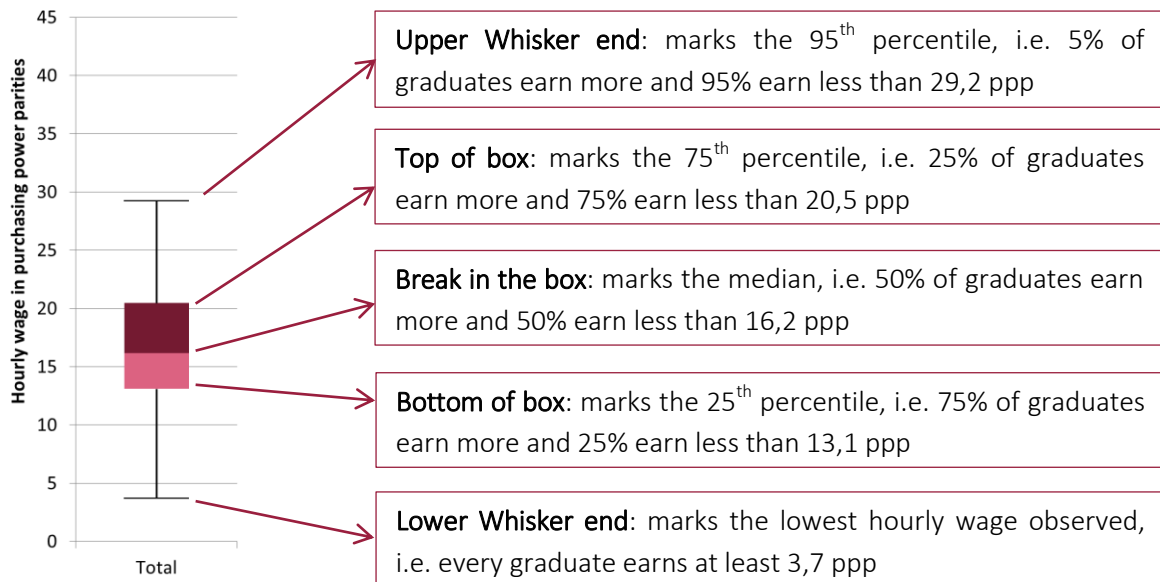 45
40
35
30
25
20
15
10
5
0
Hourly wage in purchasing power parities
Total
Upper Whisker end: marks the 95th percentile, i.e. 5% of
graduates earn more and 95% earn less than 29,2 ppp
Top of box: marks the 75th percentile, i.e. 25% of graduates
earn more and 75% earn less than 20,5 ppp
Break in the box: marks the median, i.e. 50% of graduates earn
more and 50% earn less than 16,2 ppp
Bottom of box: marks the 25th percentile, i.e. 75% of graduates
earn more and 25% earn less than 13,1 ppp
Lower Whisker end: marks the lowest hourly wage observed,
i.e. every graduate earns at least 3,7 ppp